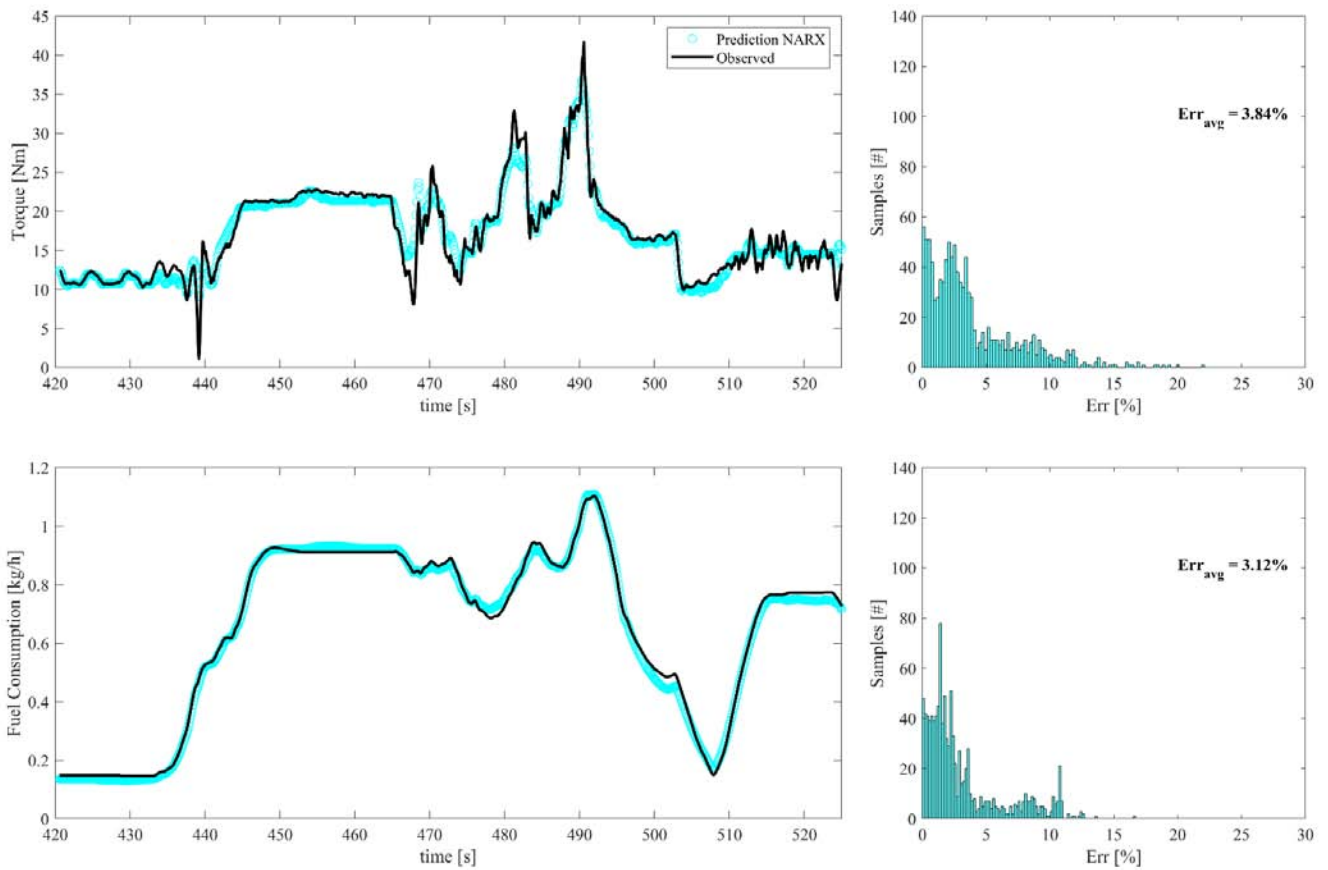 45
40
35
30
25
20
15
10
5
0
Torque [Nm]
Prediction NARX
Observed
420 430 440 450 460 470 480 490 500 510 520
time [s]
140
120
100
80
60
40
20
0
Samples [#]
Err_avg = 3.84%
0 5 10 15 20 25 30
Err [%]
1.2
1
0.8
0.6
0.4
0.2
0
Fuel Consumption [kg/h]
420 430 440 450 460 470 480 490 500 510 520
time [s]
140
120
100
80
60
40
20
0
Samples [#]
Err_avg = 3.12%
0 5 10 15 20 25 30
Err [%]